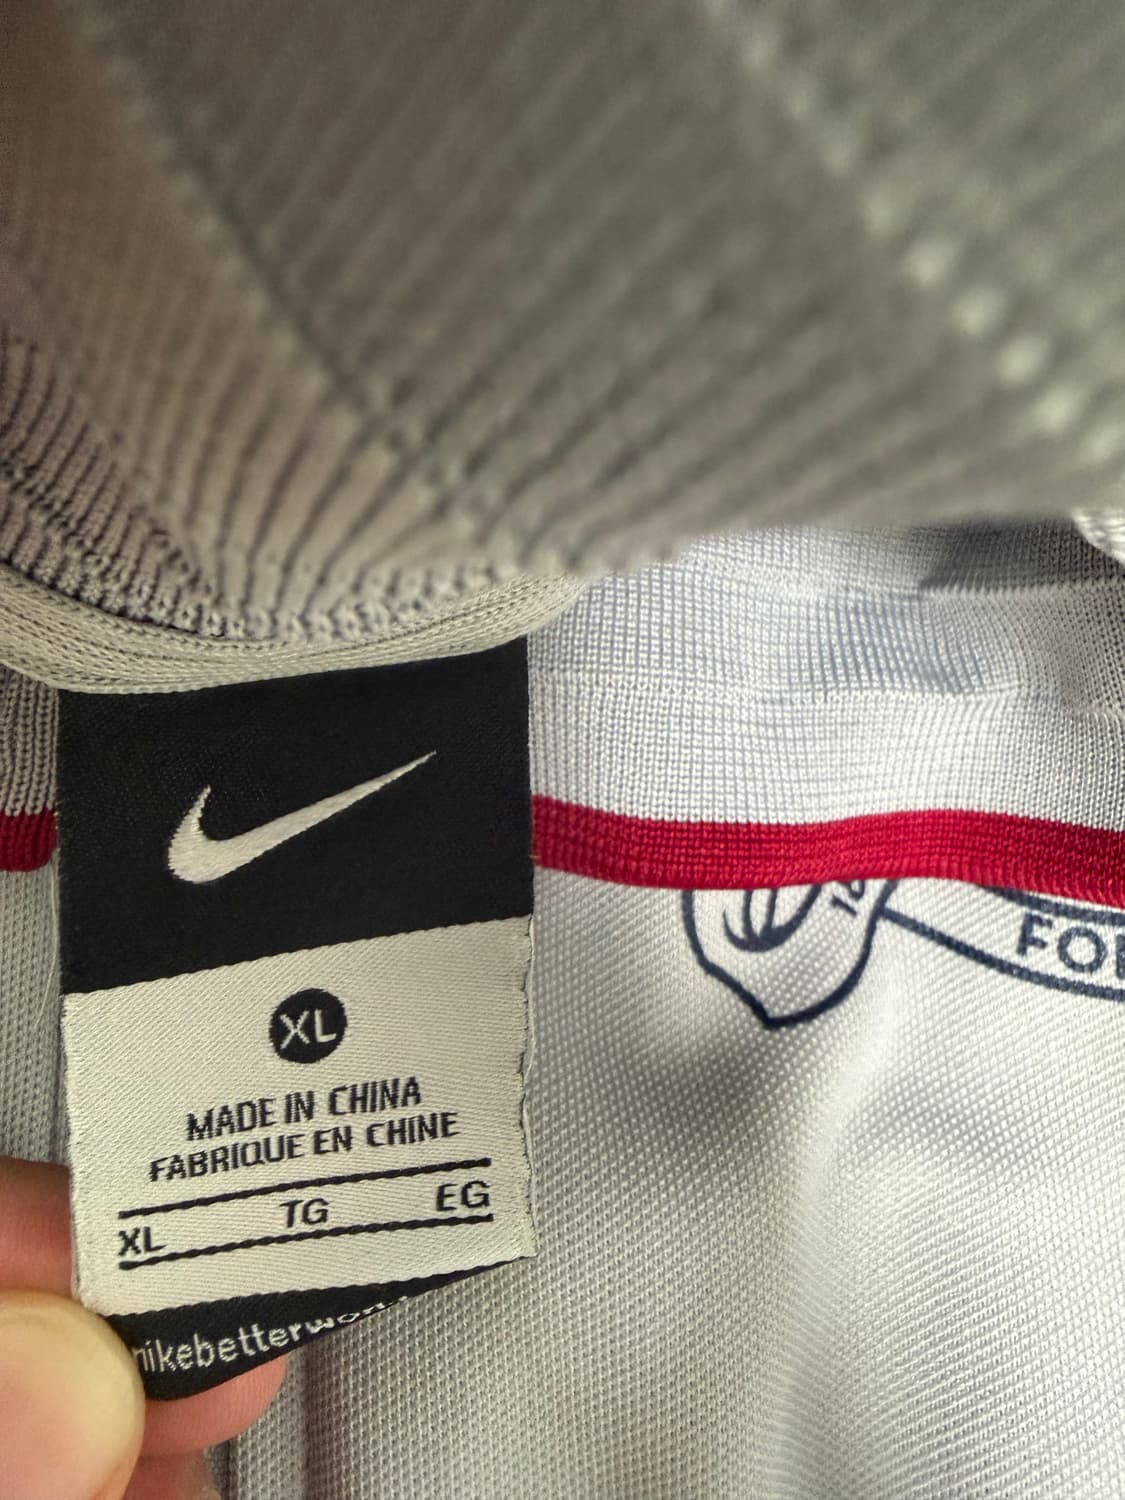 XL
MADE IN CHINA
FABRIQUE EN CHINE
XL TG EG